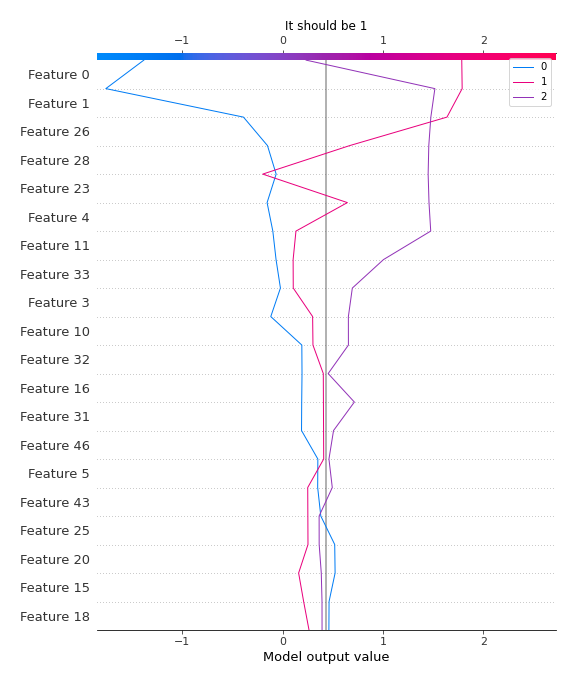 It should be 1
−1 0 1 2
0
1
2
Feature 0
Feature 1
Feature 26
Feature 28
Feature 23
Feature 4
Feature 11
Feature 33
Feature 3
Feature 10
Feature 32
Feature 16
Feature 31
Feature 46
Feature 5
Feature 43
Feature 25
Feature 20
Feature 15
Feature 18
−1 0 1 2
Model output value